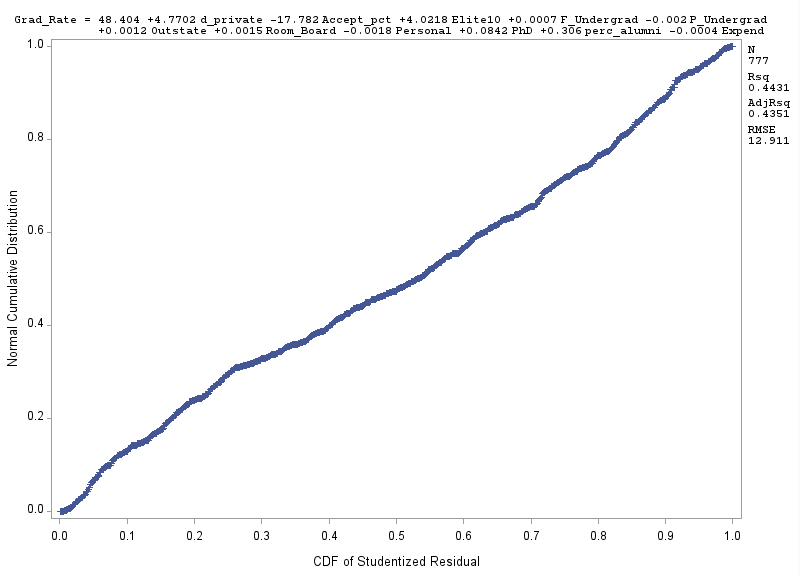 Grad_Rate = 48.404 +4.7702 d_private -17.782 Accept_pct +4.0218 Elite10 +0.0007 F_Undergrad -0.002 P_Undergrad
+0.0012 Outstate +0.0015 Room_Board -0.0018 Personal +0.0842 PhD +0.306 perc_alumni -0.0004 Expend
N
777
Rsq
0.4431
AdjRsq
0.4351
RMSE
12.911
1.0
0.8
0.6
0.4
0.2
0.0
Normal Cumulative Distribution
0.0 0.1 0.2 0.3 0.4 0.5 0.6 0.7 0.8 0.9 1.0
CDF of Studentized Residual